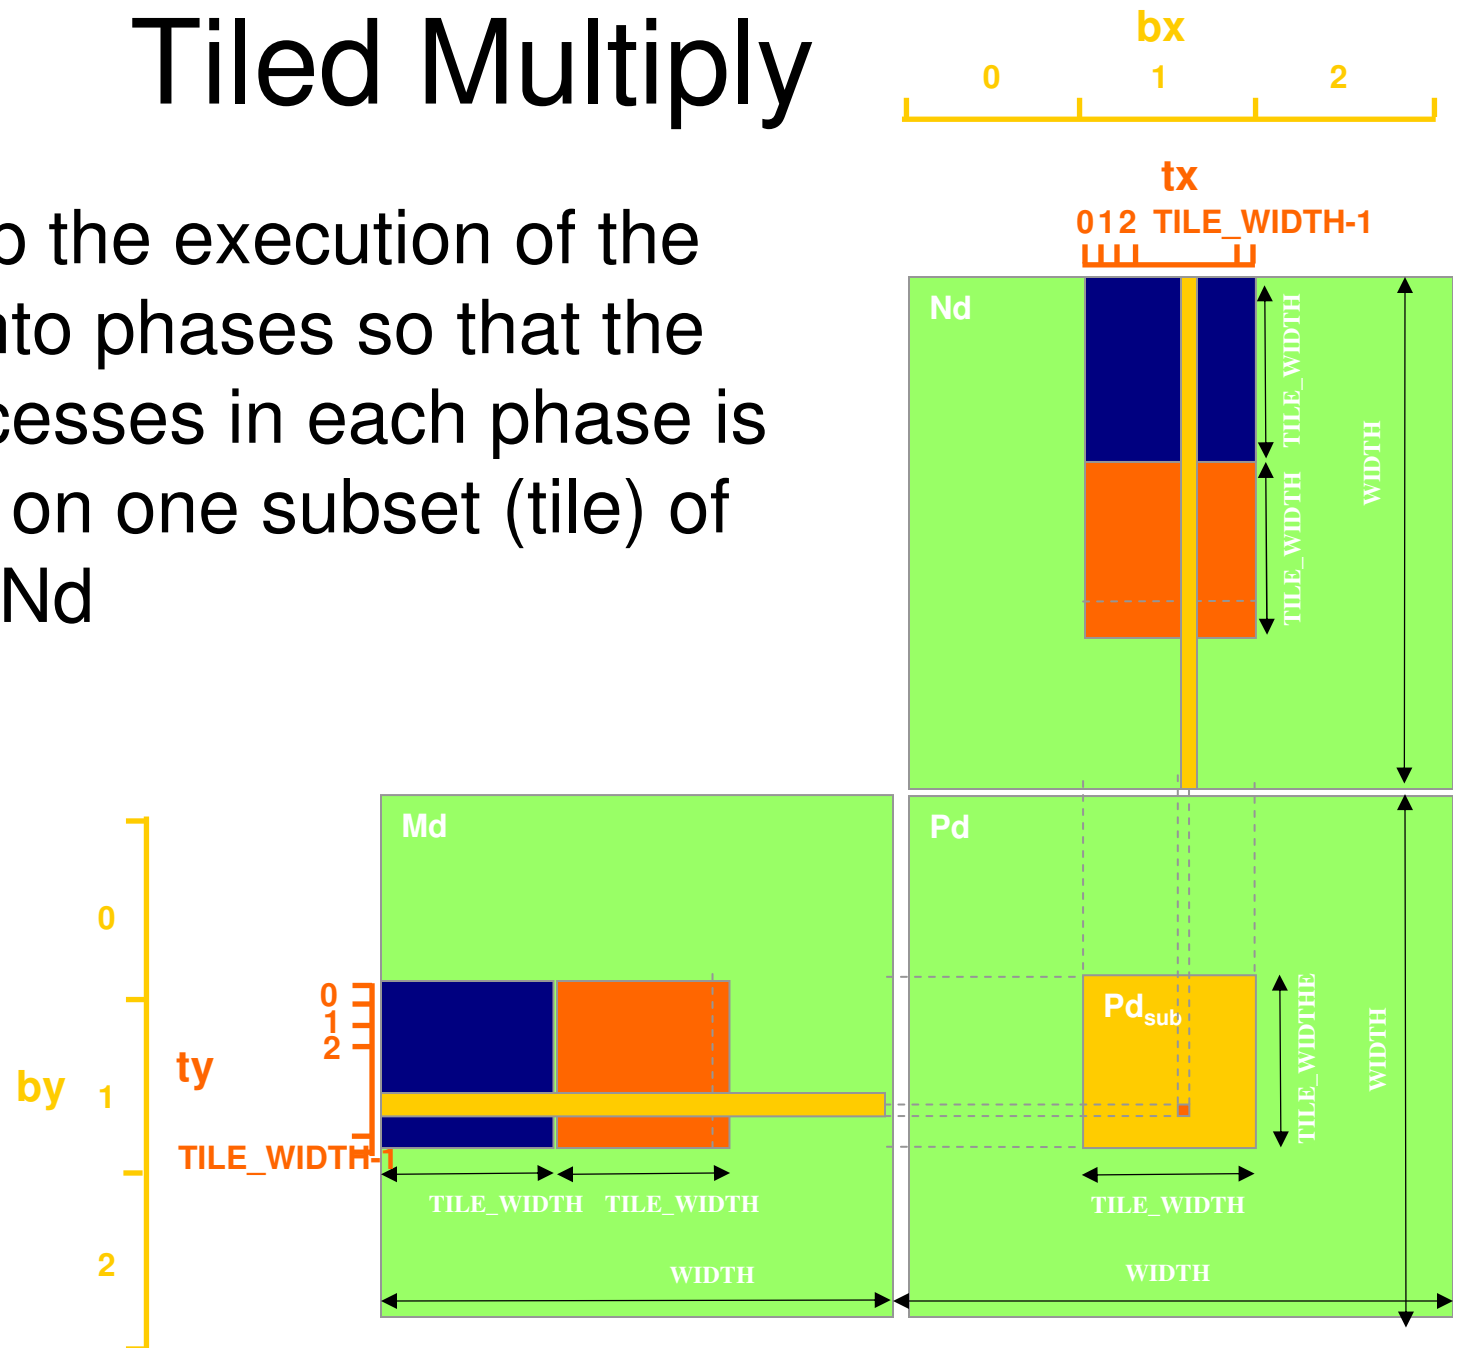 Tiled Multiply
the execution of the
phases so that the
in each phase is
on one subset (tile) of
Nd
bx
0 1 2
tx
0 1 2 TILE_WIDTH-1
Nd
TILE_WIDTH
TILE_WIDTH
WIDTH
Md
Pd
by
0
1
2
ty
0
1
2
TILE_WIDTH-1
TILE_WIDTH TILE_WIDTH
WIDTH
Pdsub
TILE_WIDTHE
WIDTH
TILE_WIDTH
WIDTH